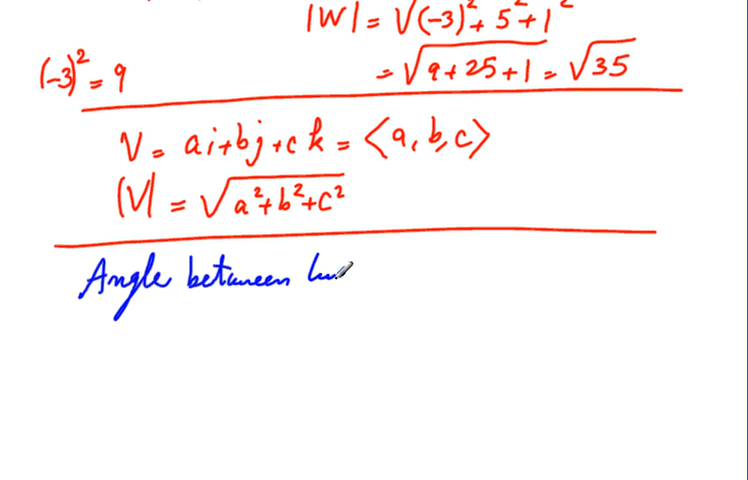 |W| = √(-3)² + 5² + 1²
(-3)² = 9
= √9 + 25 + 1 = √35
V = ai + bj + ck = ⟨a, b, c⟩
|V| = √a² + b² + c²
Angle between